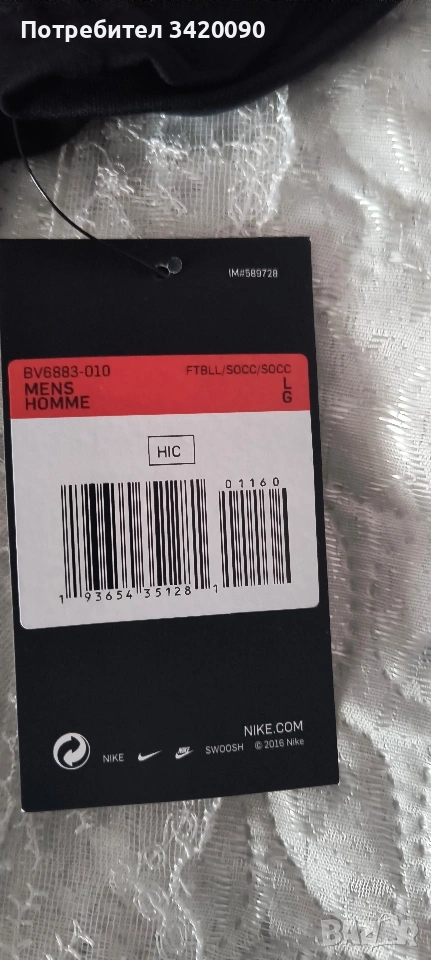 Потребител 3420090
IM#589728
BV6883-010 FTBLL/SOCC/SOCC
MENS L
HOMME G
HIC
01160
1 93654 35128 1
NIKE.COM
NIKE SWOOSH © 2016 Nike
BAZAR